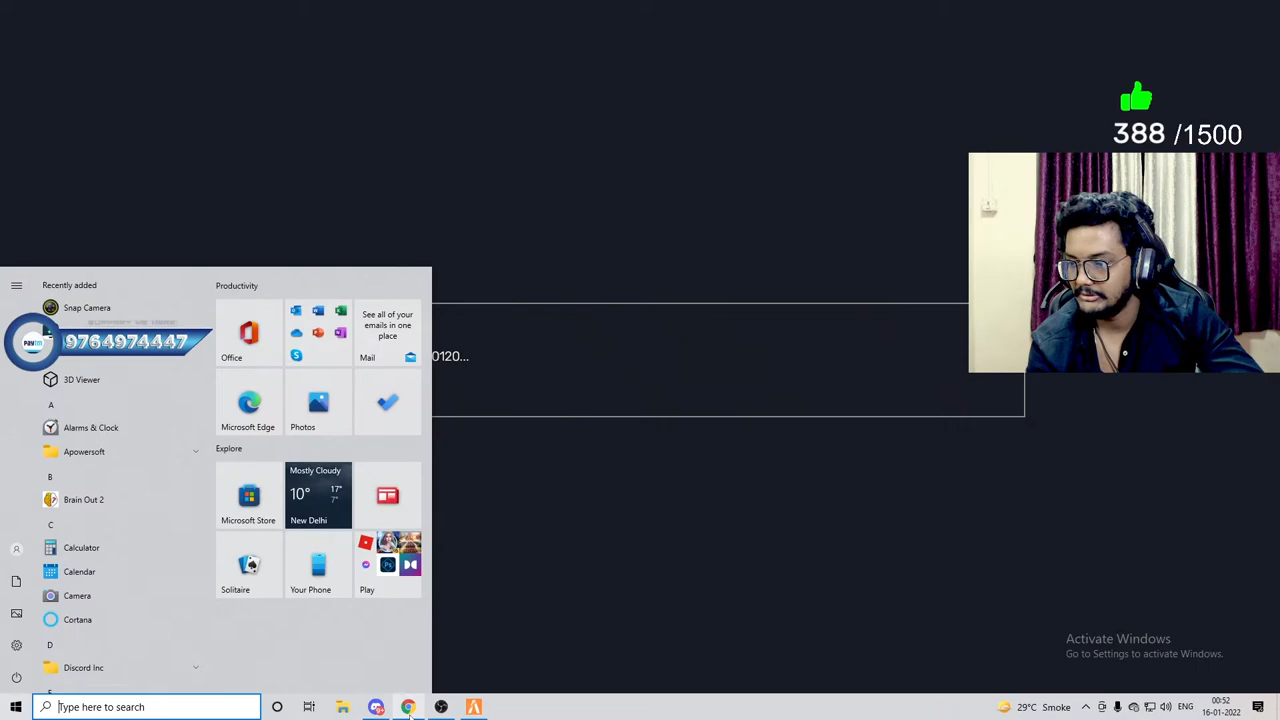 388 /1500
Recently added
Productivity
Snap Camera
paytm
9764974447
Office
See all of your
emails in one
place
Mail
0120...
3D Viewer
A
Alarms & Clock
Microsoft Edge
Photos
Apowersoft
Explore
B
Brain Out 2
Mostly Cloudy
10°
17°
7°
Microsoft Store
New Delhi
C
Calculator
Calendar
Camera
Solitaire
Your Phone
Play
Ps
Cortana
D
Discord Inc
Activate Windows
Go to Settings to activate Windows.
Type here to search
29°C Smoke
ENG
00:52
16-01-2022